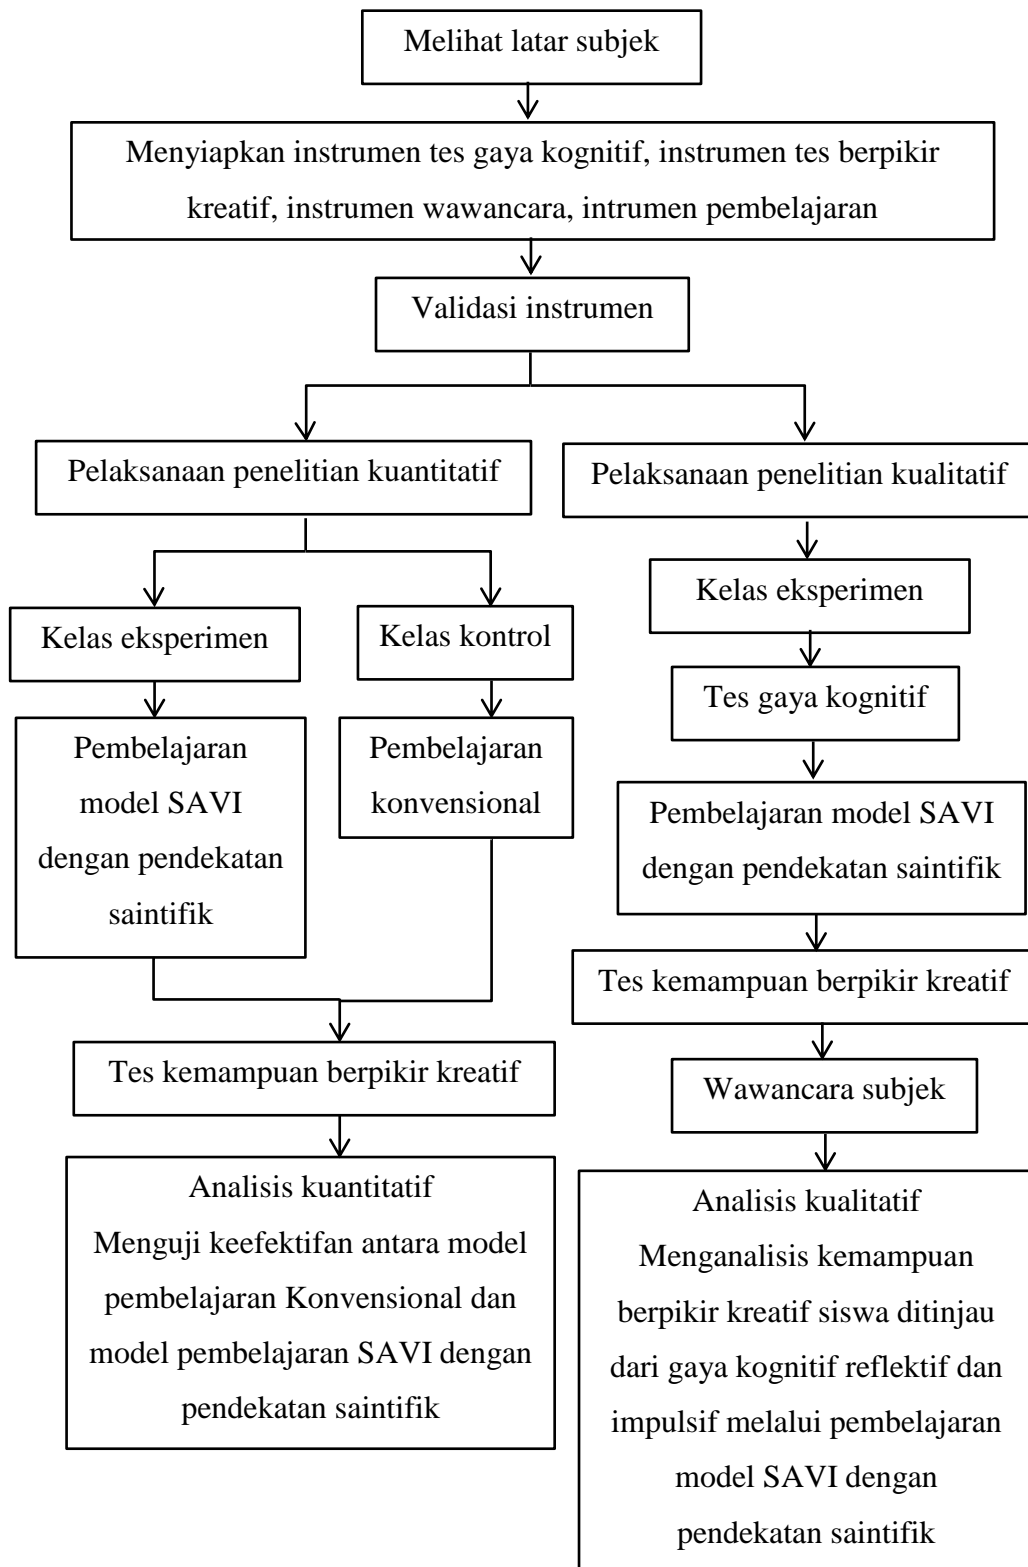 Melihat latar subjek
Menyiapkan instrumen tes gaya kognitif, instrumen tes berpikir
kreatif, instrumen wawancara, intrumen pembelajaran
Validasi instrumen
Pelaksanaan penelitian kuantitatif
Kelas eksperimen
Pembelajaran
model SAVI
dengan pendekatan
saintifik
Kelas kontrol
Pembelajaran
konvensional
Tes kemampuan berpikir kreatif
Analisis kuantitatif
Menguji keefektifan antara model
pembelajaran Konvensional dan
model pembelajaran SAVI dengan
pendekatan saintifik
Pelaksanaan penelitian kualitatif
Kelas eksperimen
Tes gaya kognitif
Pembelajaran model SAVI
dengan pendekatan saintifik
Tes kemampuan berpikir kreatif
Wawancara subjek
Analisis kualitatif
Menganalisis kemampuan
berpikir kreatif siswa ditinjau
dari gaya kognitif reflektif dan
impulsif melalui pembelajaran
model SAVI dengan
pendekatan saintifik